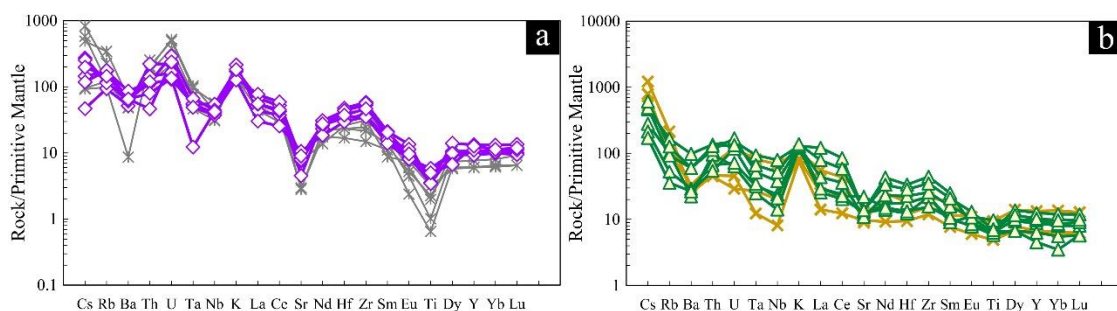 1000
100
10
1
0.1
Rock/Primitive Mantle
a
Cs Rb Ba Th U Ta Nb K La Ce Sr Nd Hf Zr Sm Eu Ti Dy Y Yb Lu
10000
1000
100
10
1
Rock/Primitive Mantle
b
Cs Rb Ba Th U Ta Nb K La Ce Sr Nd Hf Zr Sm Eu Ti Dy Y Yb Lu